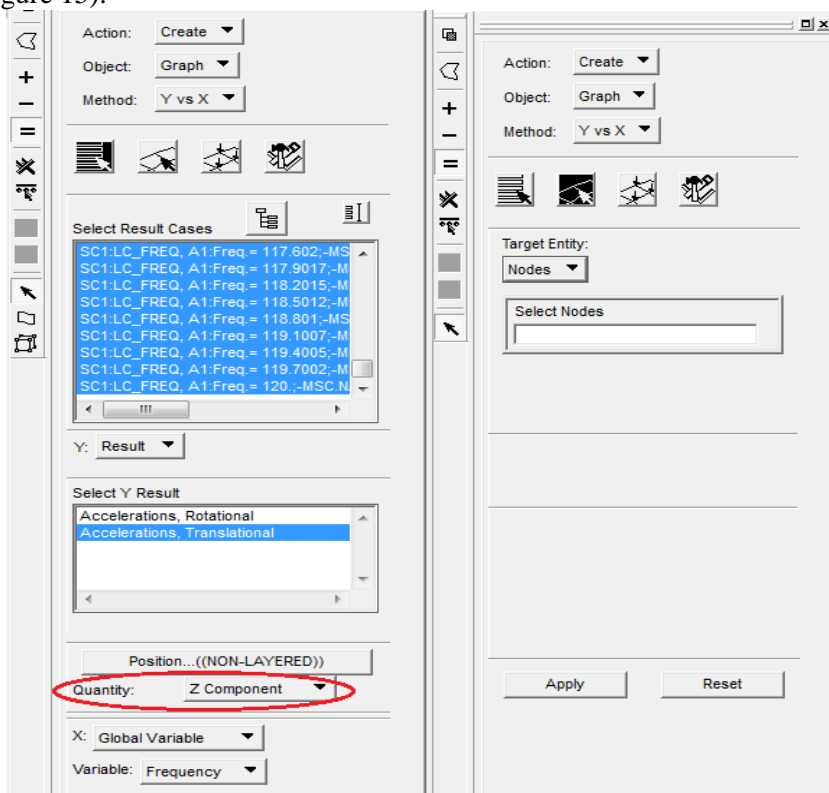 gure 15).
Action: Create
Object: Graph
Method: Y vs X
Select Result Cases
SC1:LC_FREQ, A1:Freq.= 117.602;-MS
SC1:LC_FREQ, A1:Freq.= 117.9017;-M
SC1:LC_FREQ, A1:Freq.= 118.2015;-M
SC1:LC_FREQ, A1:Freq.= 118.5012;-M
SC1:LC_FREQ, A1:Freq.= 118.801;-MS
SC1:LC_FREQ, A1:Freq.= 119.1007;-M
SC1:LC_FREQ, A1:Freq.= 119.4005;-M
SC1:LC_FREQ, A1:Freq.= 119.7002;-M
SC1:LC_FREQ, A1:Freq.= 120.;-MSC.N
Y: Result
Select Y Result
Accelerations, Rotational
Accelerations, Translational
Position...((NON-LAYERED))
Quantity: Z Component
X: Global Variable
Variable: Frequency
Action: Create
Object: Graph
Method: Y vs X
Target Entity:
Nodes
Select Nodes
Apply Reset